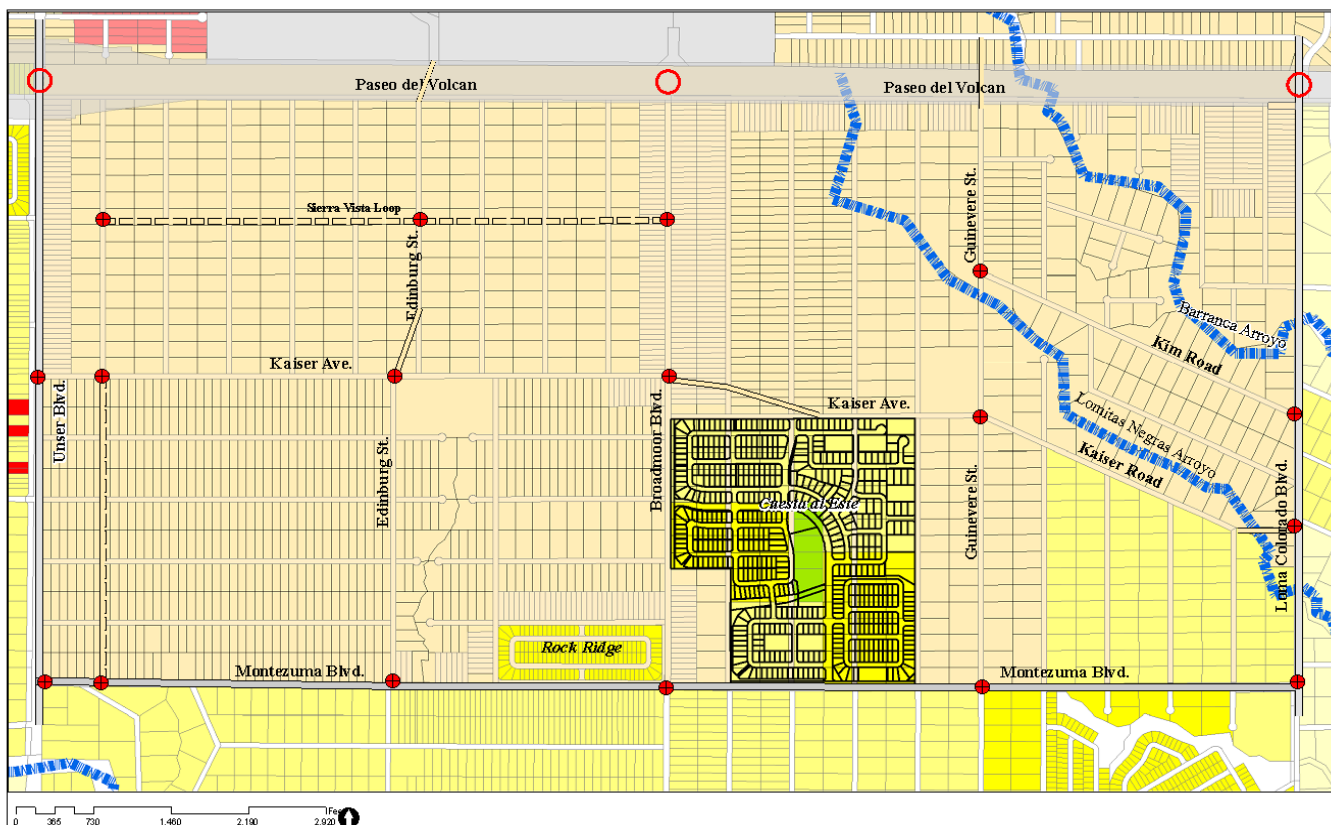 Paseo del Volcan
Paseo del Volcan
Sierra Vista Loop
Guinevere St.
Edinburg St.
Barranca Arroyo
Kim Road
Kaiser Ave.
Unser Blvd.
Broadmoor Blvd.
Kaiser Ave.
Lomitas Negras Arroyo
Kaiser Road
Edinburg St.
Cuesta al Este
Guinevere St.
Loma Colorado Blvd.
Rock Ridge
Montezuma Blvd.
Montezuma Blvd.
Fee
0 365 730 1,460 2,190 2,920